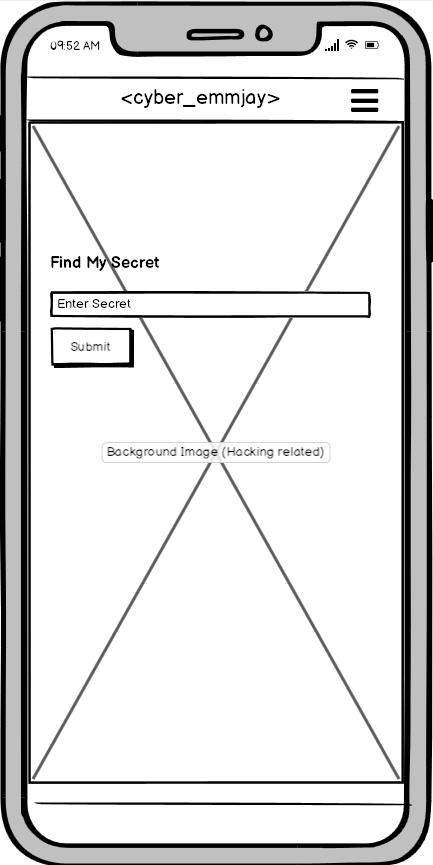 09:52 AM
<cyber_emmjay>
Find My Secret
Enter Secret
Submit
Background Image (Hacking related)